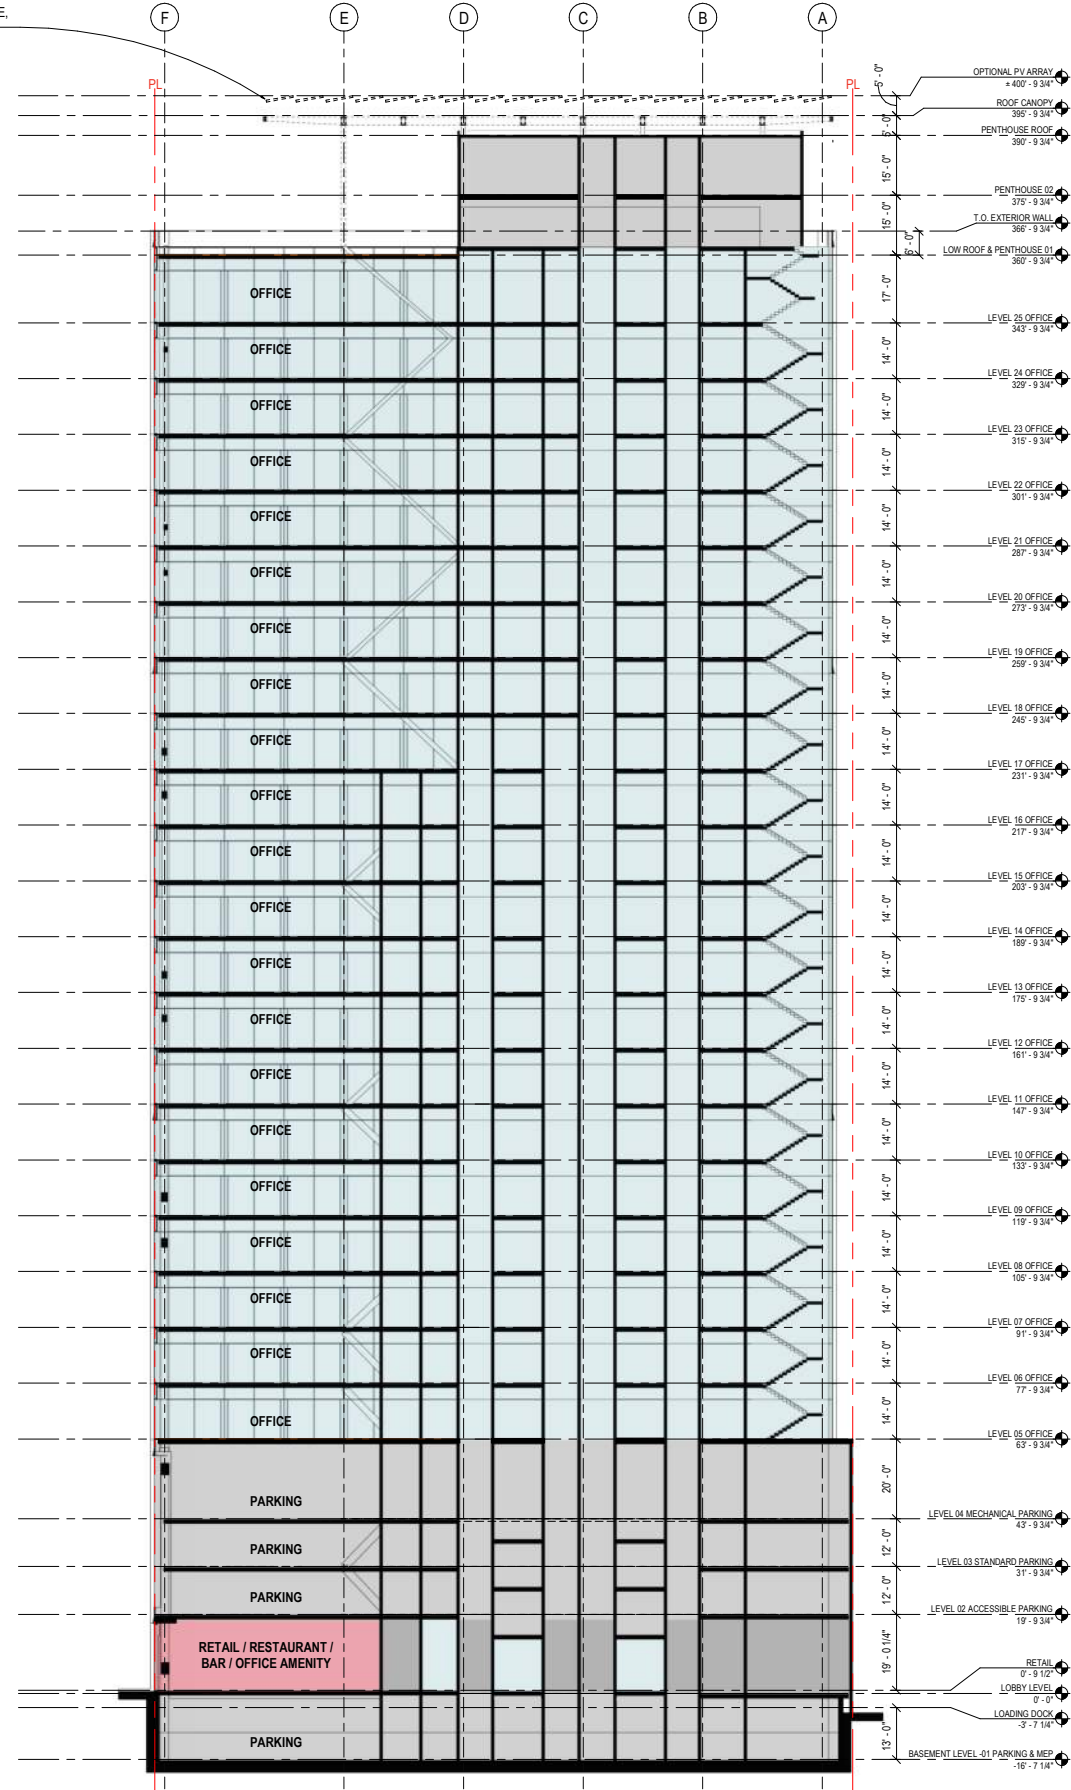 E,
F
E
D
C
B
A
PL
PL
OPTIONAL PV ARRAY
± 400' - 9 3/4"
5' - 0"
ROOF CANOPY
395' - 9 3/4"
5' - 0"
PENTHOUSE ROOF
390' - 9 3/4"
15' - 0"
PENTHOUSE 02
375' - 9 3/4"
15' - 0"
T.O. EXTERIOR WALL
366' - 9 3/4"
6' - 0"
LOW ROOF & PENTHOUSE 01
360' - 9 3/4"
OFFICE
17' - 0"
LEVEL 25 OFFICE
343' - 9 3/4"
OFFICE
14' - 0"
LEVEL 24 OFFICE
329' - 9 3/4"
OFFICE
14' - 0"
LEVEL 23 OFFICE
315' - 9 3/4"
OFFICE
14' - 0"
LEVEL 22 OFFICE
301' - 9 3/4"
OFFICE
14' - 0"
LEVEL 21 OFFICE
287' - 9 3/4"
OFFICE
14' - 0"
LEVEL 20 OFFICE
273' - 9 3/4"
OFFICE
14' - 0"
LEVEL 19 OFFICE
259' - 9 3/4"
OFFICE
14' - 0"
LEVEL 18 OFFICE
245' - 9 3/4"
OFFICE
14' - 0"
LEVEL 17 OFFICE
231' - 9 3/4"
OFFICE
14' - 0"
LEVEL 16 OFFICE
217' - 9 3/4"
OFFICE
14' - 0"
LEVEL 15 OFFICE
203' - 9 3/4"
OFFICE
14' - 0"
LEVEL 14 OFFICE
189' - 9 3/4"
OFFICE
14' - 0"
LEVEL 13 OFFICE
175' - 9 3/4"
OFFICE
14' - 0"
LEVEL 12 OFFICE
161' - 9 3/4"
OFFICE
14' - 0"
LEVEL 11 OFFICE
147' - 9 3/4"
OFFICE
14' - 0"
LEVEL 10 OFFICE
133' - 9 3/4"
OFFICE
14' - 0"
LEVEL 09 OFFICE
119' - 9 3/4"
OFFICE
14' - 0"
LEVEL 08 OFFICE
105' - 9 3/4"
OFFICE
14' - 0"
LEVEL 07 OFFICE
91' - 9 3/4"
OFFICE
14' - 0"
LEVEL 06 OFFICE
77' - 9 3/4"
OFFICE
14' - 0"
LEVEL 05 OFFICE
63' - 9 3/4"
PARKING
20' - 0"
LEVEL 04 MECHANICAL PARKING
43' - 9 3/4"
PARKING
12' - 0"
LEVEL 03 STANDARD PARKING
31' - 9 3/4"
PARKING
12' - 0"
LEVEL 02 ACCESSIBLE PARKING
19' - 9 3/4"
RETAIL / RESTAURANT /
BAR / OFFICE AMENITY
19' - 0 1/4"
RETAIL
0' - 9 1/2"
LOBBY LEVEL
0' - 0"
LOADING DOCK
-3' - 7 1/4"
PARKING
13' - 0"
BASEMENT LEVEL -01 PARKING & MEP
-16' - 7 1/4"